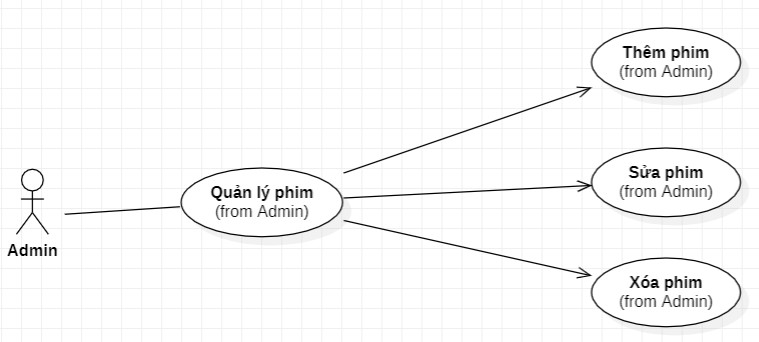 Thêm phim
(from Admin)
Sửa phim
(from Admin)
Quản lý phim
(from Admin)
Admin
Xóa phim
(from Admin)